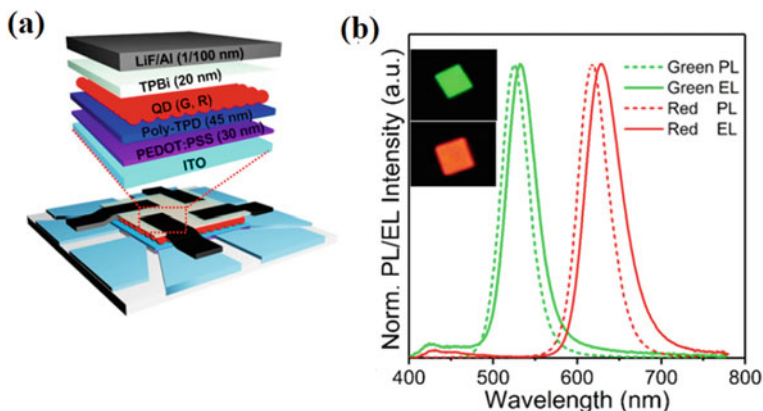 (a)
LiF/Al (1/100 nm)
TPBi (20 nm)
QD (G, R)
Poly-TPD (45 nm)
PEDOT:PSS (30 nm)
ITO
(b)
Norm. PL/EL Intensity (a.u.)
Green PL
Green EL
Red PL
Red EL
400 500 600 700 800
Wavelength (nm)